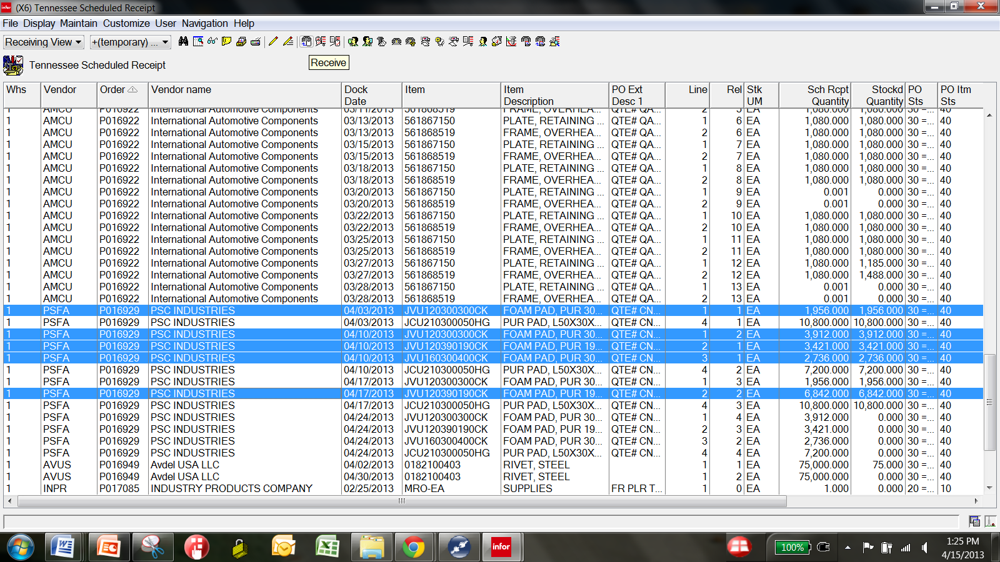 infor (X6) Tennessee Scheduled Receipt
File Display Maintain Customize User Navigation Help
Receiving View +(temporary) ...
Tennessee Scheduled Receipt
Receive
Whs Vendor Order Vendor name Dock Date Item Item Description PO Ext Desc 1 Line Rel Stk UM Sch Rcpt Quantity Stockd Quantity PO Sts PO Itm Sts
1 AMCU P016922 International Automotive Components 03/11/2013 561868519 FRAME, OVERHEA... QTE# QA... 2 5 EA 1,080.000 1,080.000 30 =... 40
1 AMCU P016922 International Automotive Components 03/13/2013 561867150 PLATE, RETAINING ... QTE# QA... 1 6 EA 1,080.000 1,080.000 30 =... 40
1 AMCU P016922 International Automotive Components 03/13/2013 561868519 FRAME, OVERHEA... QTE# QA... 2 6 EA 1,080.000 1,080.000 30 =... 40
1 AMCU P016922 International Automotive Components 03/15/2013 561867150 PLATE, RETAINING ... QTE# QA... 1 7 EA 1,080.000 1,080.000 30 =... 40
1 AMCU P016922 International Automotive Components 03/15/2013 561868519 FRAME, OVERHEA... QTE# QA... 2 7 EA 1,080.000 1,080.000 30 =... 40
1 AMCU P016922 International Automotive Components 03/18/2013 561867150 PLATE, RETAINING ... QTE# QA... 1 8 EA 1,080.000 1,080.000 30 =... 40
1 AMCU P016922 International Automotive Components 03/18/2013 561868519 FRAME, OVERHEA... QTE# QA... 2 8 EA 1,080.000 1,080.000 30 =... 40
1 AMCU P016922 International Automotive Components 03/20/2013 561867150 PLATE, RETAINING ... QTE# QA... 1 9 EA 0.001 0.000 30 =... 40
1 AMCU P016922 International Automotive Components 03/20/2013 561868519 FRAME, OVERHEA... QTE# QA... 2 9 EA 0.001 0.000 30 =... 40
1 AMCU P016922 International Automotive Components 03/22/2013 561867150 PLATE, RETAINING ... QTE# QA... 1 10 EA 1,080.000 1,080.000 30 =... 40
1 AMCU P016922 International Automotive Components 03/22/2013 561868519 FRAME, OVERHEA... QTE# QA... 2 10 EA 1,080.000 1,080.000 30 =... 40
1 AMCU P016922 International Automotive Components 03/25/2013 561867150 PLATE, RETAINING ... QTE# QA... 1 11 EA 1,080.000 1,080.000 30 =... 40
1 AMCU P016922 International Automotive Components 03/25/2013 561868519 FRAME, OVERHEA... QTE# QA... 2 11 EA 1,080.000 1,080.000 30 =... 40
1 AMCU P016922 International Automotive Components 03/27/2013 561867150 PLATE, RETAINING ... QTE# QA... 1 12 EA 1,080.000 1,185.000 30 =... 40
1 AMCU P016922 International Automotive Components 03/27/2013 561868519 FRAME, OVERHEA... QTE# QA... 2 12 EA 1,080.000 1,488.000 30 =... 40
1 AMCU P016922 International Automotive Components 03/28/2013 561867150 PLATE, RETAINING ... QTE# QA... 1 13 EA 0.001 0.000 30 =... 40
1 AMCU P016922 International Automotive Components 03/28/2013 561868519 FRAME, OVERHEA... QTE# QA... 2 13 EA 0.001 0.000 30 =... 40
1 PSFA P016929 PSC INDUSTRIES 04/03/2013 JVU120300300CK FOAM PAD, PUR 30... QTE# CN... 1 1 EA 1,956.000 1,956.000 30 =... 40
1 PSFA P016929 PSC INDUSTRIES 04/03/2013 JCU210300050HG PUR PAD, L50X30X... QTE# CN... 4 1 EA 10,800.000 10,800.000 30 =... 40
1 PSFA P016929 PSC INDUSTRIES 04/10/2013 JVU120300300CK FOAM PAD, PUR 30... QTE# CN... 1 2 EA 3,912.000 3,912.000 30 =... 40
1 PSFA P016929 PSC INDUSTRIES 04/10/2013 JVU120390190CK FOAM PAD, PUR 19... QTE# CN... 2 1 EA 3,421.000 3,421.000 30 =... 40
1 PSFA P016929 PSC INDUSTRIES 04/10/2013 JVU160300400CK FOAM PAD, PUR 30... QTE# CN... 3 1 EA 2,736.000 2,736.000 30 =... 40
1 PSFA P016929 PSC INDUSTRIES 04/10/2013 JCU210300050HG PUR PAD, L50X30X... QTE# CN... 4 2 EA 7,200.000 7,200.000 30 =... 40
1 PSFA P016929 PSC INDUSTRIES 04/17/2013 JVU120300300CK FOAM PAD, PUR 30... QTE# CN... 1 3 EA 1,956.000 1,956.000 30 =... 40
1 PSFA P016929 PSC INDUSTRIES 04/17/2013 JVU120390190CK FOAM PAD, PUR 19... QTE# CN... 2 2 EA 6,842.000 6,842.000 30 =... 40
1 PSFA P016929 PSC INDUSTRIES 04/17/2013 JCU210300050HG PUR PAD, L50X30X... QTE# CN... 4 3 EA 10,800.000 10,800.000 30 =... 40
1 PSFA P016929 PSC INDUSTRIES 04/24/2013 JVU120300300CK FOAM PAD, PUR 30... QTE# CN... 1 4 EA 3,912.000 0.000 30 =... 40
1 PSFA P016929 PSC INDUSTRIES 04/24/2013 JVU120390190CK FOAM PAD, PUR 19... QTE# CN... 2 3 EA 3,421.000 0.000 30 =... 40
1 PSFA P016929 PSC INDUSTRIES 04/24/2013 JVU160300400CK FOAM PAD, PUR 30... QTE# CN... 3 2 EA 2,736.000 0.000 30 =... 40
1 PSFA P016929 PSC INDUSTRIES 04/24/2013 JCU210300050HG PUR PAD, L50X30X... QTE# CN... 4 4 EA 7,200.000 0.000 30 =... 40
1 AVUS P016949 Avdel USA LLC 04/02/2013 0182100403 RIVET, STEEL 1 1 EA 75,000.000 75.000 30 =... 40
1 AVUS P016949 Avdel USA LLC 04/30/2013 0182100403 RIVET, STEEL 1 2 EA 75,000.000 0.000 30 =... 40
1 INPR P017085 INDUSTRY PRODUCTS COMPANY 02/25/2013 MRO-EA SUPPLIES FR PLR T... 1 0 EA 1.000 0.000 20 =... 10
infor 100% 1:25 PM
4/15/2013